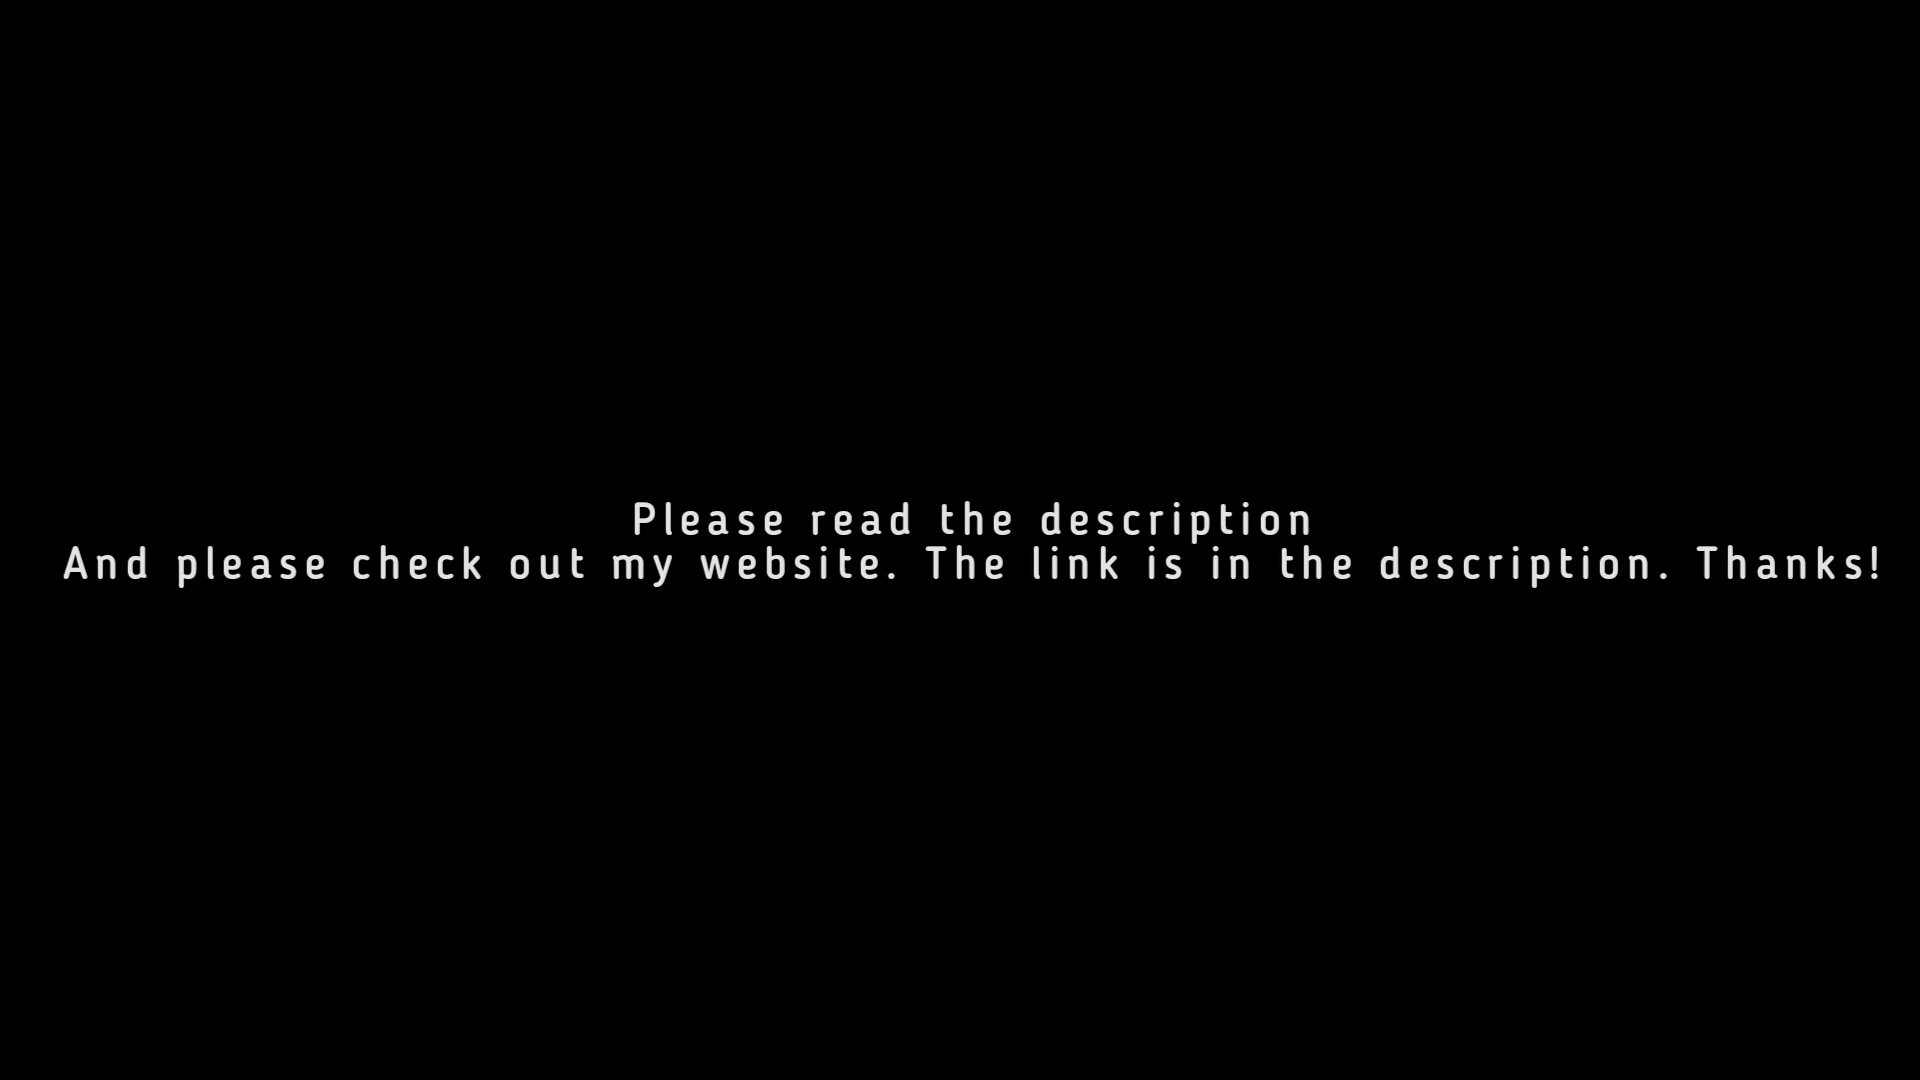 Please read the description
And please check out my website. The link is in the description. Thanks!